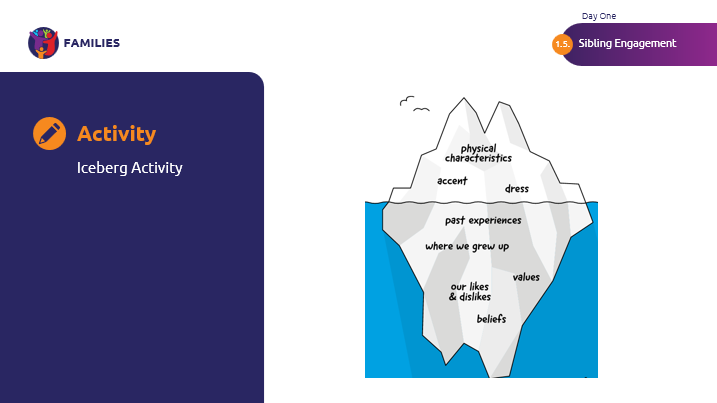 Day One
FAMILIES
1.5.
Sibling Engagement
Activity
Iceberg Activity
physical
characteristics
accent
dress
past experiences
where we grew up
values
our likes
& dislikes
beliefs